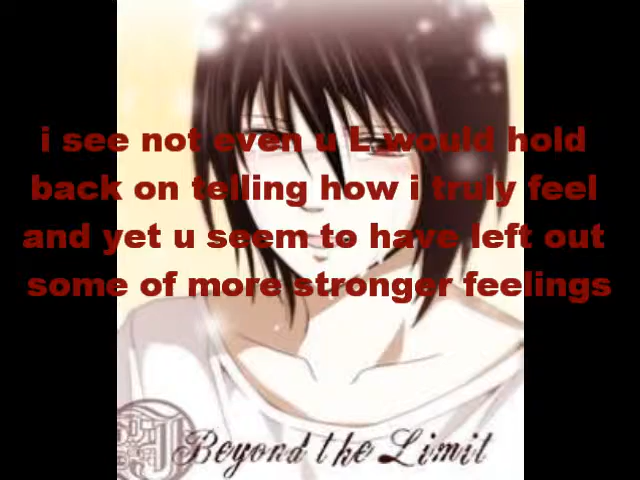 i see not even u L would hold
back on telling how i truly feel
and yet u seem to have left out
some of more stronger feelings
Beyond the Limit